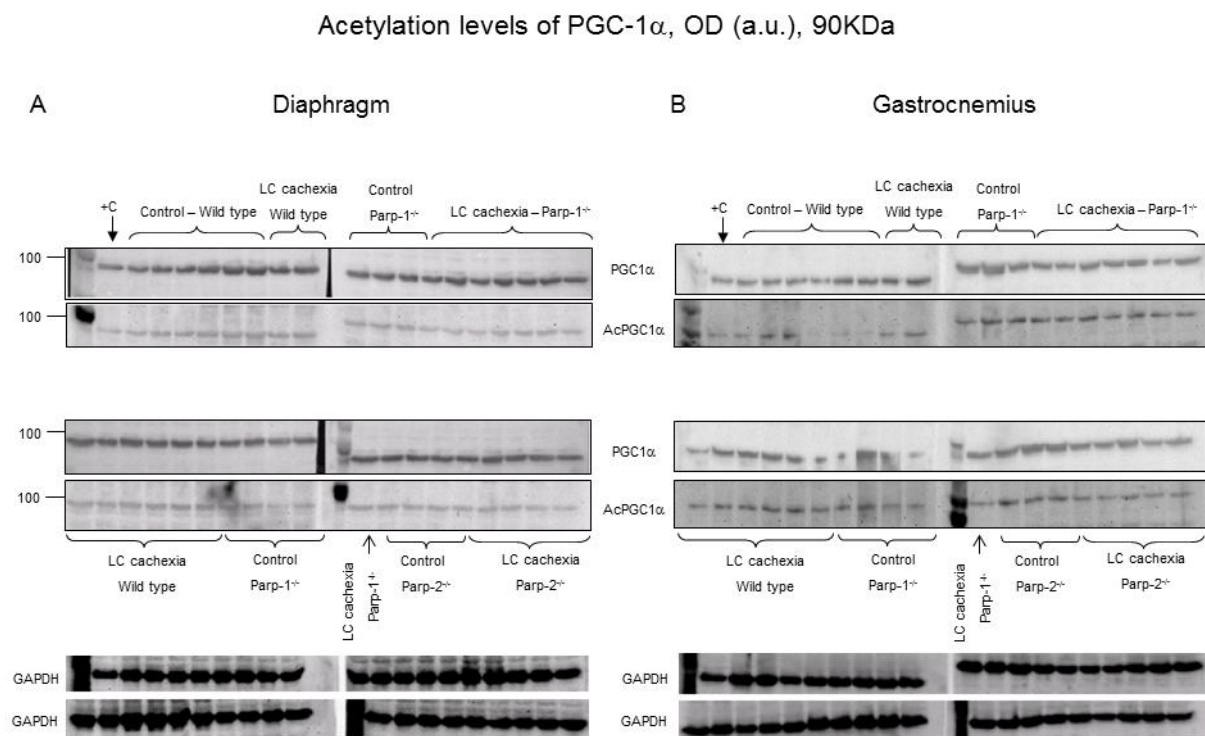 Acetylation levels of PGC-1α, OD (a.u.), 90KDa
A Diaphragm
B Gastrocnemius
+C
Control – Wild type
LC cachexia
Wild type
Control
Parp-1-/-
LC cachexia – Parp-1-/-
+C
Control – Wild type
LC cachexia
Wild type
Control
Parp-1-/-
LC cachexia – Parp-1-/-
100
PGC1α
100
AcPGC1α
100
PGC1α
100
AcPGC1α
LC cachexia
Wild type
Control
Parp-1-/-
LC cachexia
Parp-1-/-
Control
Parp-2-/-
LC cachexia
Parp-2-/-
LC cachexia
Wild type
Control
Parp-1-/-
LC cachexia
Parp-1-/-
Control
Parp-2-/-
LC cachexia
Parp-2-/-
GAPDH
GAPDH
GAPDH
GAPDH